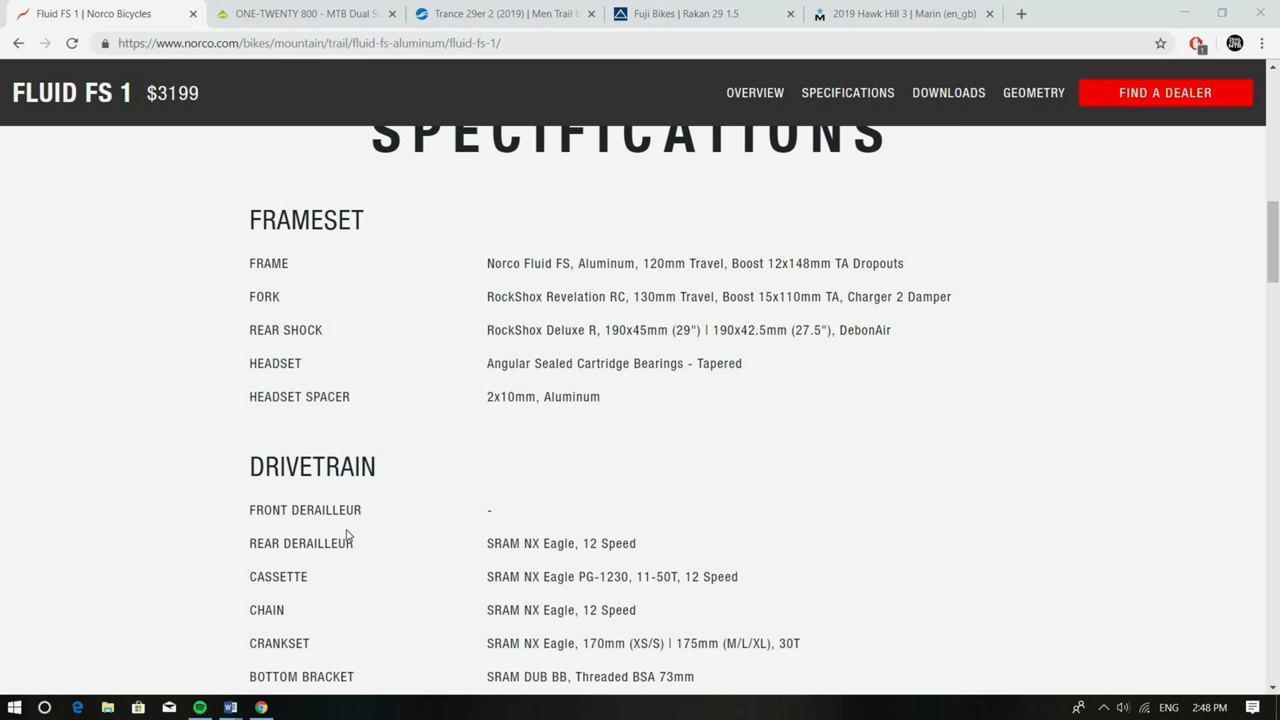 Fluid FS 1 | Norco Bicycles
ONE-TWENTY 800 - MTB Dual Su
Trance 29er 2 (2019) | Men Trail b
Fuji Bikes | Rakan 29 1.5
2019 Hawk Hill 3 | Marin (en_gb)
https://www.norco.com/bikes/mountain/trail/fluid-fs-aluminum/fluid-fs-1/
1
FLUID FS 1 $3199
OVERVIEW SPECIFICATIONS DOWNLOADS GEOMETRY FIND A DEALER
SPECIFICATIONS
FRAMESET
FRAME Norco Fluid FS, Aluminum, 120mm Travel, Boost 12x148mm TA Dropouts
FORK RockShox Revelation RC, 130mm Travel, Boost 15x110mm TA, Charger 2 Damper
REAR SHOCK RockShox Deluxe R, 190x45mm (29") | 190x42.5mm (27.5"), DebonAir
HEADSET Angular Sealed Cartridge Bearings - Tapered
HEADSET SPACER 2x10mm, Aluminum
DRIVETRAIN
FRONT DERAILLEUR -
REAR DERAILLEUR SRAM NX Eagle, 12 Speed
CASSETTE SRAM NX Eagle PG-1230, 11-50T, 12 Speed
CHAIN SRAM NX Eagle, 12 Speed
CRANKSET SRAM NX Eagle, 170mm (XS/S) | 175mm (M/L/XL), 30T
BOTTOM BRACKET SRAM DUB BB, Threaded BSA 73mm
ENG 2:48 PM